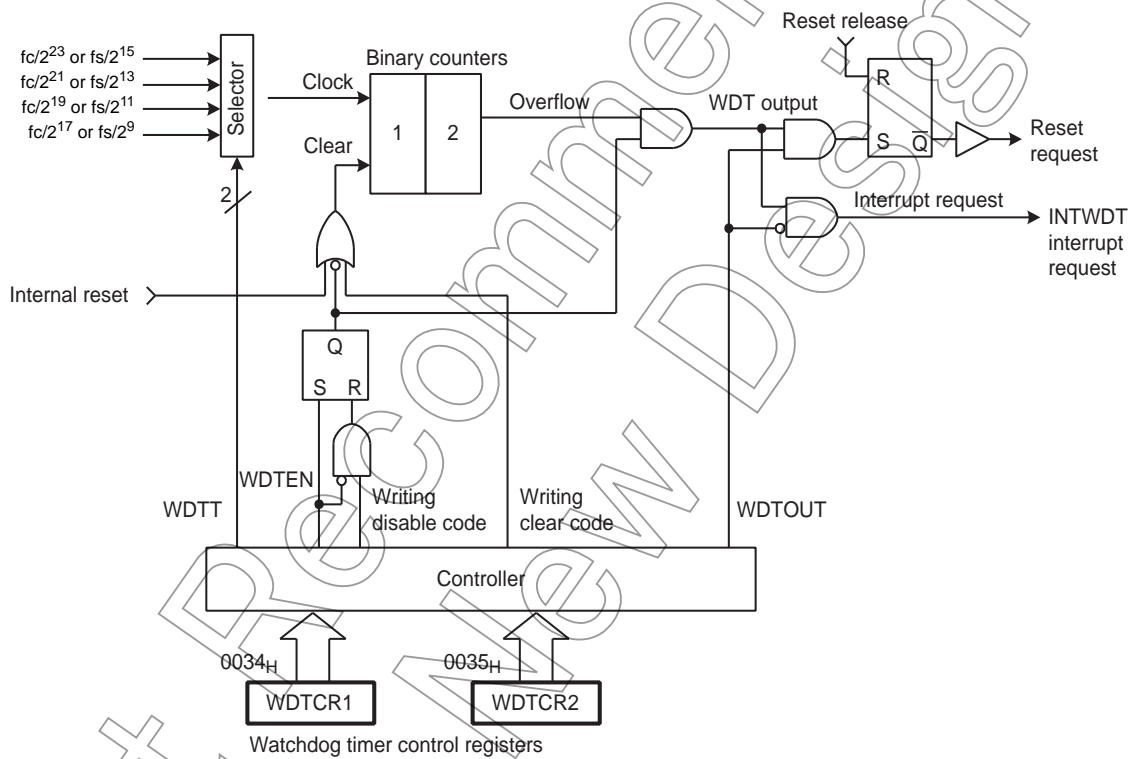 Reset release
fc/2^23 or fs/2^15
fc/2^21 or fs/2^13
fc/2^19 or fs/2^11
fc/2^17 or fs/2^9
Selector
Clock
Clear
Binary counters
1 2
Overflow
WDT output
R
S Q̅
Reset
request
2
Interrupt request
INTWDT
interrupt
request
Internal reset
Q
S R
WDTEN
WDTT
Writing
disable code
Writing
clear code
WDTOUT
Controller
0034H
0035H
WDTCR1
WDTCR2
Watchdog timer control registers